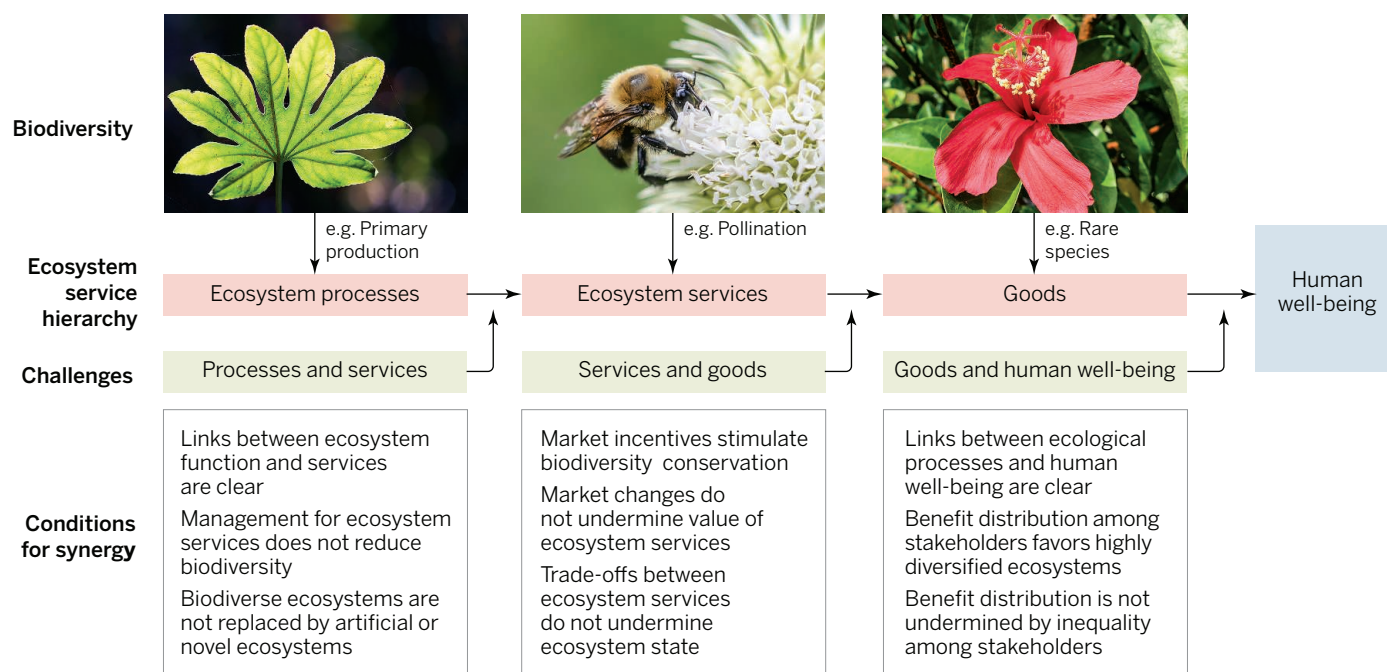 Biodiversity
e.g. Primary
production
e.g. Pollination
e.g. Rare
species
Ecosystem
service
hierarchy
Ecosystem processes
Ecosystem services
Goods
Human
well-being
Challenges
Processes and services
Services and goods
Goods and human well-being
Conditions
for synergy
Links between ecosystem
function and services
are clear
Management for ecosystem
services does not reduce
biodiversity
Biodiverse ecosystems are
not replaced by artificial or
novel ecosystems
Market incentives stimulate
biodiversity conservation
Market changes do
not undermine value of
ecosystem services
Trade-offs between
ecosystem services
do not undermine
ecosystem state
Links between ecological
processes and human
well-being are clear
Benefit distribution among
stakeholders favors highly
diversified ecosystems
Benefit distribution is not
undermined by inequality
among stakeholders